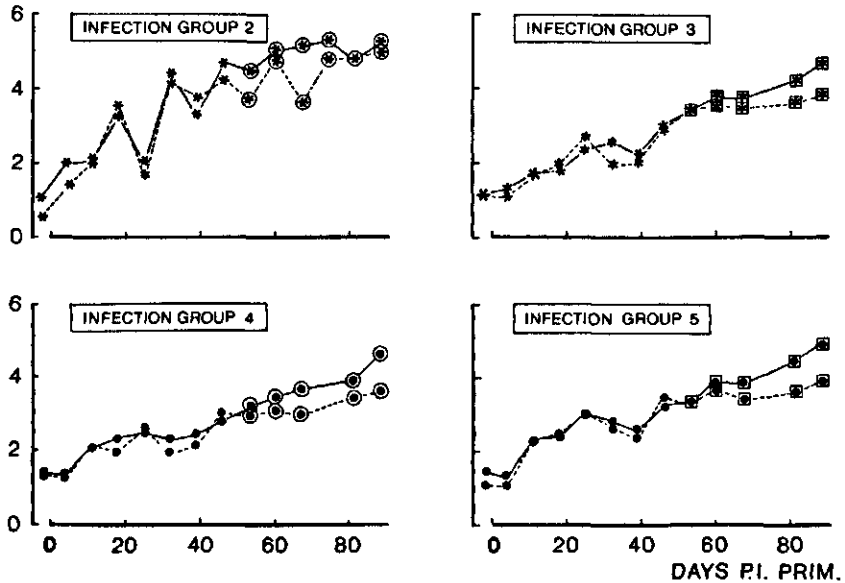 6
4
2
0
INFECTION GROUP 2
INFECTION GROUP 3
6
4
2
0
INFECTION GROUP 4
INFECTION GROUP 5
0 20 40 60 80
0 20 40 60 80
DAYS P.I. PRIM.